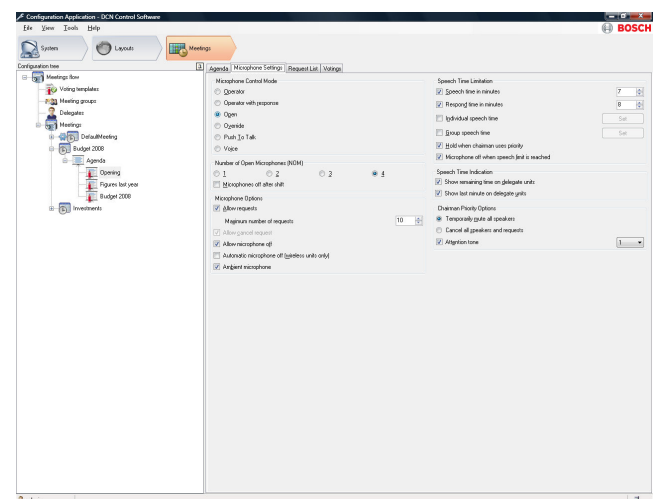 Configuration Application - DCN Control Software
File View Tools Help
BOSCH
System Layouts Meetings
Configuration tree
Meetings flow
Voting templates
Meeting groups
Delegates
Meetings
DefaultMeeting
Budget 2008
Agenda
Opening
Figures last year
Budget 2008
Investments
Agenda Microphone Settings Request List Votings
Microphone Control Mode
Operator
Operator with response
Open
Override
Push To Talk
Voice
Number of Open Microphones (NOM)
1 2 3 4
Microphones off after shift
Microphone Options
Allow requests
Maximum number of requests 10
Allow cancel request
Allow microphone off
Automatic microphone off (wireless units only)
Ambient microphone
Speech Time Limitation
Speech time in minutes 7
Respond time in minutes 8
Individual speech time Set
Group speech time Set
Hold when chairman uses priority
Microphone off when speech limit is reached
Speech Time Indication
Show remaining time on delegate units
Show last minute on delegate units
Chairman Priority Options
Temporarily mute all speakers
Cancel all speakers and requests
Attention tone 1